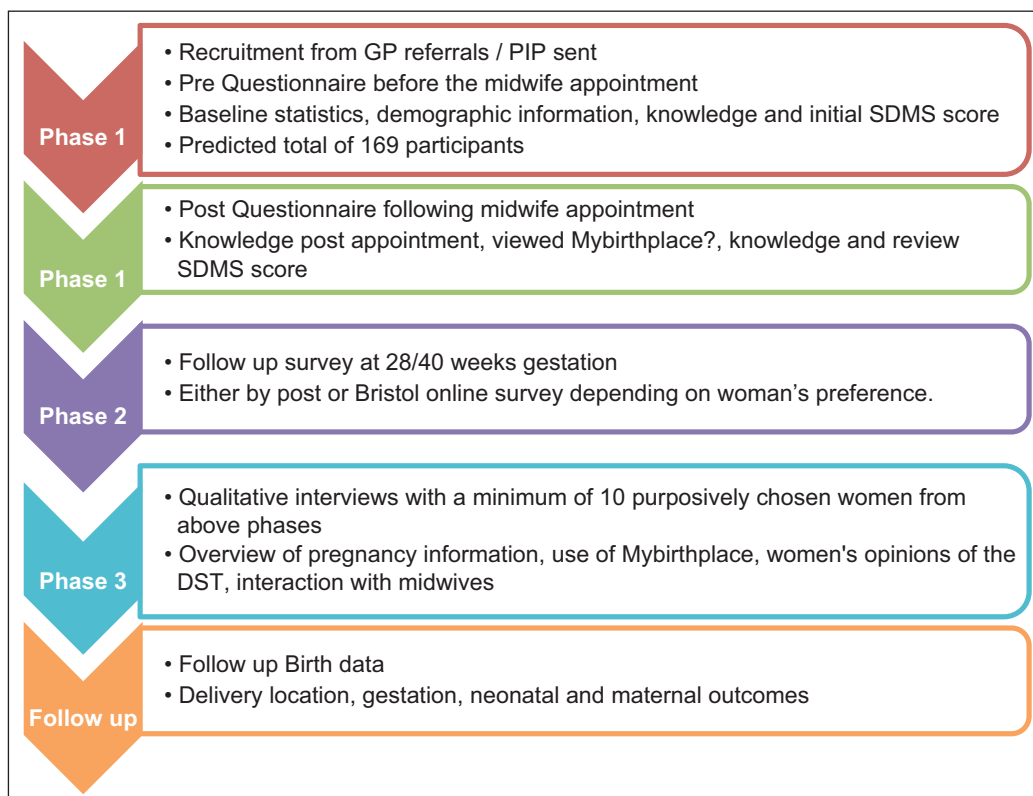 Phase 1
• Recruitment from GP referrals / PIP sent
• Pre Questionnaire before the midwife appointment
• Baseline statistics, demographic information, knowledge and initial SDMS score
• Predicted total of 169 participants
Phase 1
• Post Questionnaire following midwife appointment
• Knowledge post appointment, viewed Mybirthplace?, knowledge and review
SDMS score
Phase 2
• Follow up survey at 28/40 weeks gestation
• Either by post or Bristol online survey depending on woman's preference.
Phase 3
• Qualitative interviews with a minimum of 10 purposively chosen women from
above phases
• Overview of pregnancy information, use of Mybirthplace, women's opinions of the
DST, interaction with midwives
Follow up
• Follow up Birth data
• Delivery location, gestation, neonatal and maternal outcomes